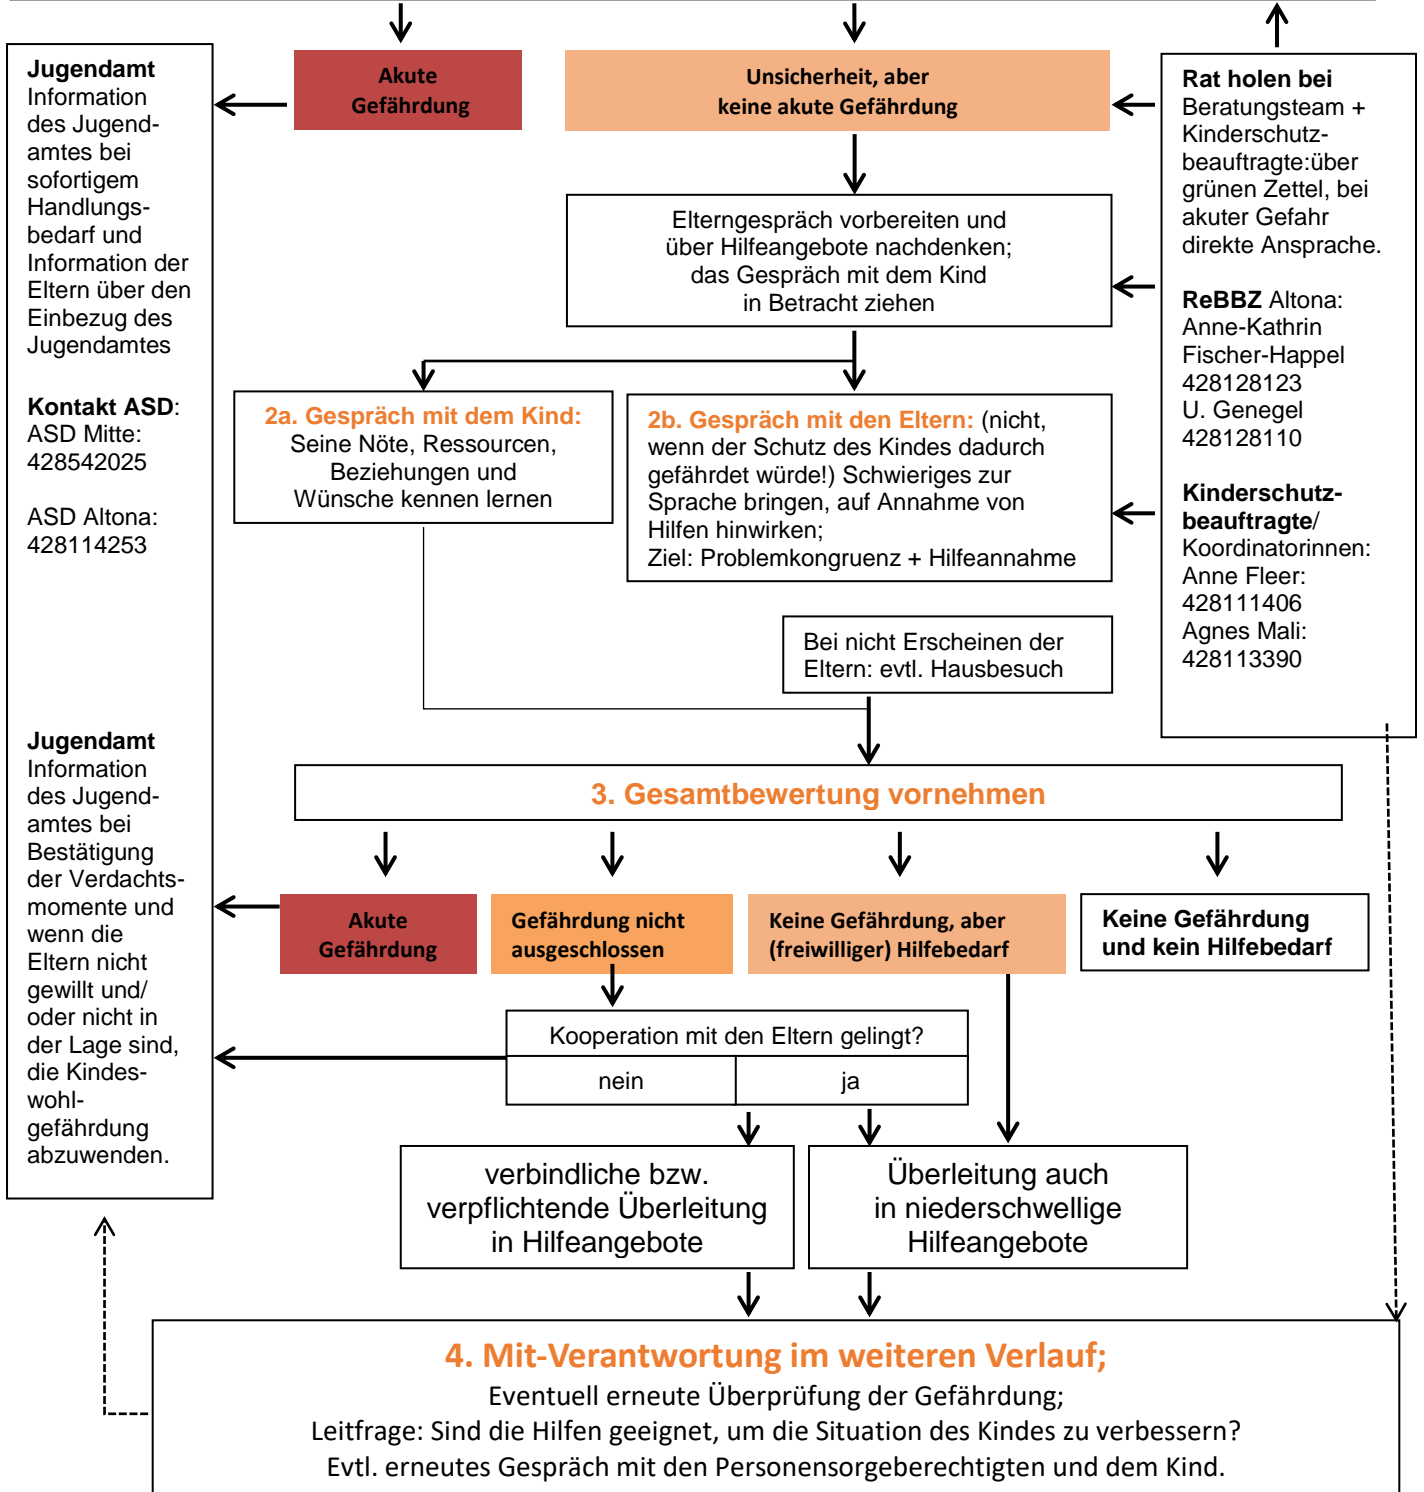 Jugendamt
Information
des Jugend-
amtes bei
sofortigem
Handlungs-
bedarf und
Information der
Eltern über den
Einbezug des
Jugendamtes
Kontakt ASD:
ASD Mitte:
428542025
ASD Altona:
428114253
Jugendamt
Information
des Jugend-
amtes bei
Bestätigung
der Verdachts-
momente und
wenn die
Eltern nicht
gewillt und/
oder nicht in
der Lage sind,
die Kindes-
wohl-
gefährdung
abzuwenden.
Akute
Gefährdung
Unsicherheit, aber
keine akute Gefährdung
Rat holen bei
Beratungsteam +
Kinderschutz-
beauftragte:über
grünen Zettel, bei
akuter Gefahr
direkte Ansprache.
ReBBZ Altona:
Anne-Kathrin
Fischer-Happel
428128123
U. Genegel
428128110
Kinderschutz-
beauftragte/
Koordinatorinnen:
Anne Fleer:
428111406
Agnes Mali:
428113390
Elterngespräch vorbereiten und
über Hilfeangebote nachdenken;
das Gespräch mit dem Kind
in Betracht ziehen
2a. Gespräch mit dem Kind:
Seine Nöte, Ressourcen,
Beziehungen und
Wünsche kennen lernen
2b. Gespräch mit den Eltern: (nicht,
wenn der Schutz des Kindes dadurch
gefährdet würde!) Schwieriges zur
Sprache bringen, auf Annahme von
Hilfen hinwirken;
Ziel: Problemkongruenz + Hilfeannahme
Bei nicht Erscheinen der
Eltern: evtl. Hausbesuch
3. Gesamtbewertung vornehmen
Akute
Gefährdung
Gefährdung nicht
ausgeschlossen
Keine Gefährdung, aber
(freiwilliger) Hilfebedarf
Keine Gefährdung
und kein Hilfebedarf
Kooperation mit den Eltern gelingt?
nein
ja
verbindliche bzw.
verpflichtende Überleitung
in Hilfeangebote
Überleitung auch
in niederschwellige
Hilfeangebote
4. Mit-Verantwortung im weiteren Verlauf;
Eventuell erneute Überprüfung der Gefährdung;
Leitfrage: Sind die Hilfen geeignet, um die Situation des Kindes zu verbessern?
Evtl. erneutes Gespräch mit den Personensorgeberechtigten und dem Kind.